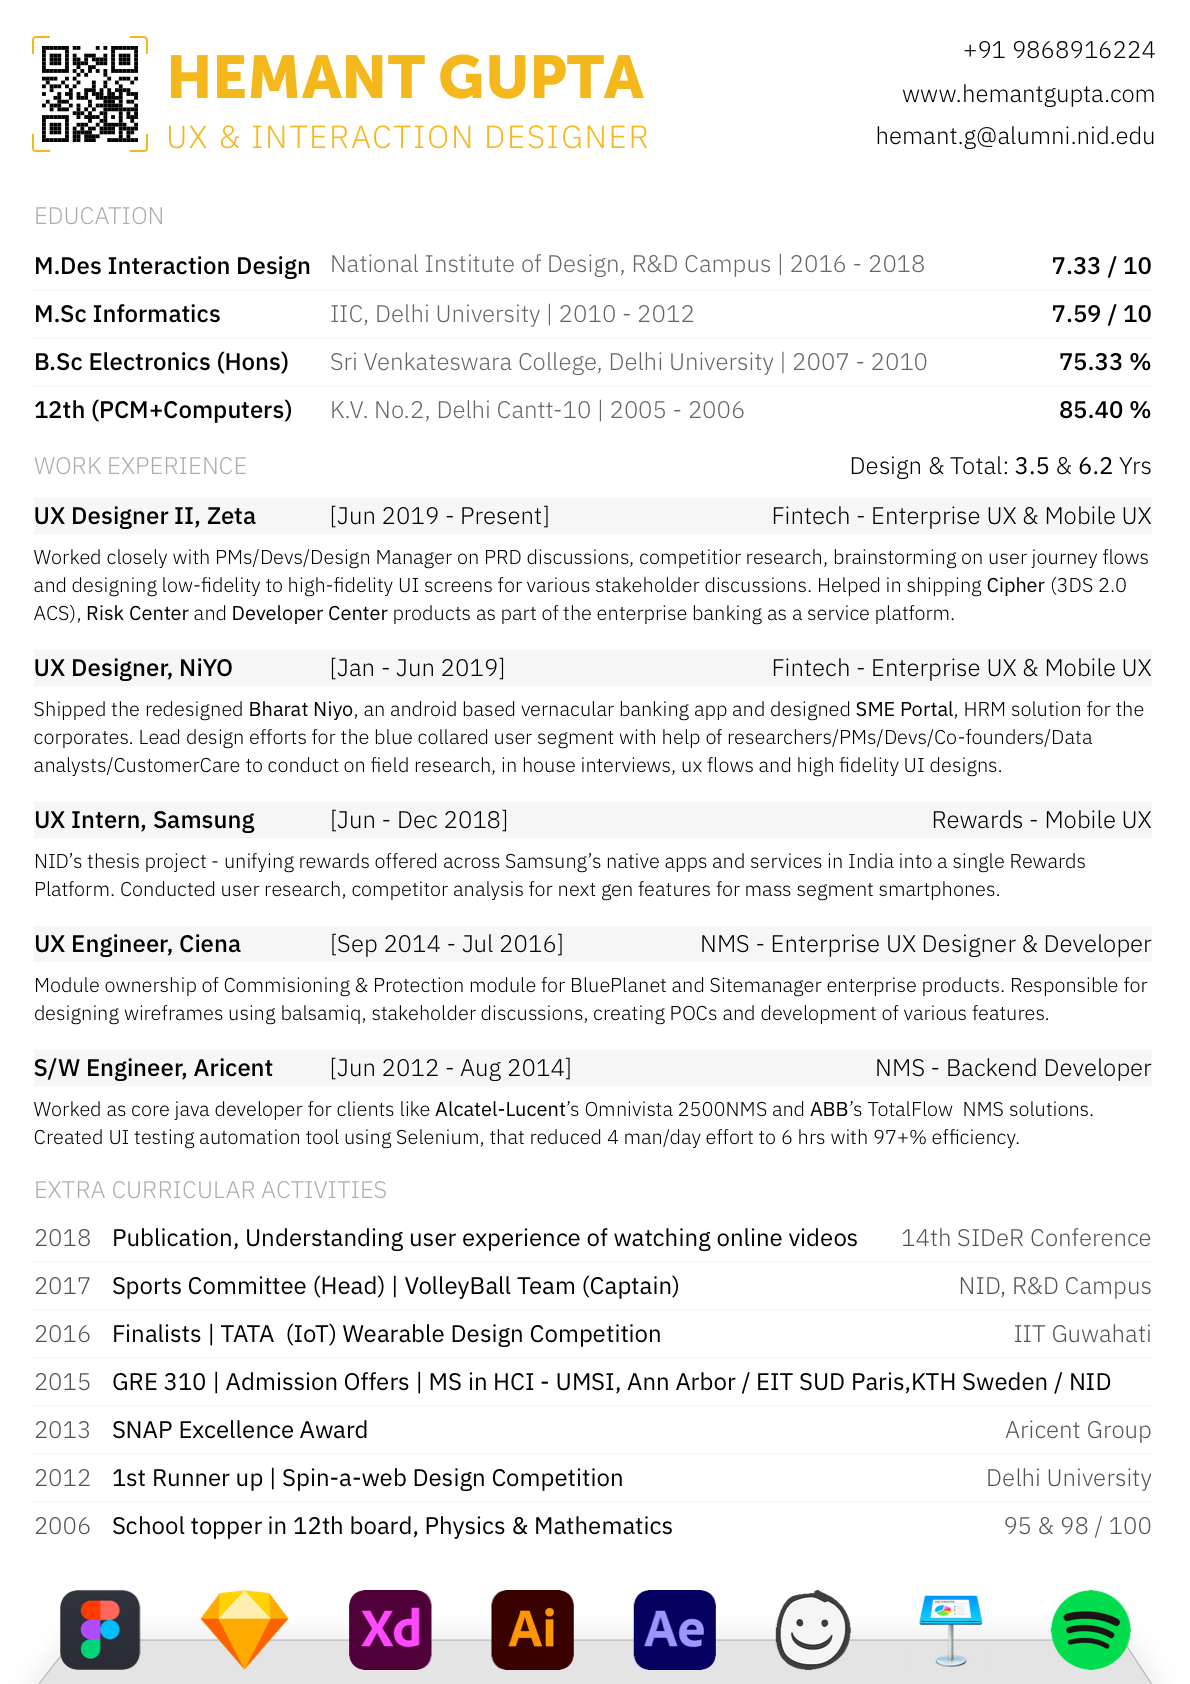 HEMANT GUPTA
UX & INTERACTION DESIGNER
+91 9868916224
www.hemantgupta.com
hemant.g@alumni.nid.edu
EDUCATION
M.Des Interaction Design National Institute of Design, R&D Campus | 2016 - 2018 7.33 / 10
M.Sc Informatics IIC, Delhi University | 2010 - 2012 7.59 / 10
B.Sc Electronics (Hons) Sri Venkateswara College, Delhi University | 2007 - 2010 75.33 %
12th (PCM+Computers) K.V. No.2, Delhi Cantt-10 | 2005 - 2006 85.40 %
WORK EXPERIENCE Design & Total: 3.5 & 6.2 Yrs
UX Designer II, Zeta [Jun 2019 - Present] Fintech - Enterprise UX & Mobile UX
Worked closely with PMs/Devs/Design Manager on PRD discussions, competitior research, brainstorming on user journey flows
and designing low-fidelity to high-fidelity UI screens for various stakeholder discussions. Helped in shipping Cipher (3DS 2.0
ACS), Risk Center and Developer Center products as part of the enterprise banking as a service platform.
UX Designer, NiYO [Jan - Jun 2019] Fintech - Enterprise UX & Mobile UX
Shipped the redesigned Bharat Niyo, an android based vernacular banking app and designed SME Portal, HRM solution for the
corporates. Lead design efforts for the blue collared user segment with help of researchers/PMs/Devs/Co-founders/Data
analysts/CustomerCare to conduct on field research, in house interviews, ux flows and high fidelity UI designs.
UX Intern, Samsung [Jun - Dec 2018] Rewards - Mobile UX
NID’s thesis project - unifying rewards offered across Samsung’s native apps and services in India into a single Rewards
Platform. Conducted user research, competitor analysis for next gen features for mass segment smartphones.
UX Engineer, Ciena [Sep 2014 - Jul 2016] NMS - Enterprise UX Designer & Developer
Module ownership of Commisioning & Protection module for BluePlanet and Sitemanager enterprise products. Responsible for
designing wireframes using balsamiq, stakeholder discussions, creating POCs and development of various features.
S/W Engineer, Aricent [Jun 2012 - Aug 2014] NMS - Backend Developer
Worked as core java developer for clients like Alcatel-Lucent’s Omnivista 2500NMS and ABB’s TotalFlow  NMS solutions.
Created UI testing automation tool using Selenium, that reduced 4 man/day effort to 6 hrs with 97+% efficiency.
EXTRA CURRICULAR ACTIVITIES
2018 Publication, Understanding user experience of watching online videos 14th SIDeR Conference
2017 Sports Committee (Head) | VolleyBall Team (Captain) NID, R&D Campus
2016 Finalists | TATA  (IoT) Wearable Design Competition IIT Guwahati
2015 GRE 310 | Admission Offers | MS in HCI - UMSI, Ann Arbor / EIT SUD Paris,KTH Sweden / NID
2013 SNAP Excellence Award Aricent Group
2012 1st Runner up | Spin-a-web Design Competition Delhi University
2006 School topper in 12th board, Physics & Mathematics 95 & 98 / 100
Xd Ai Ae